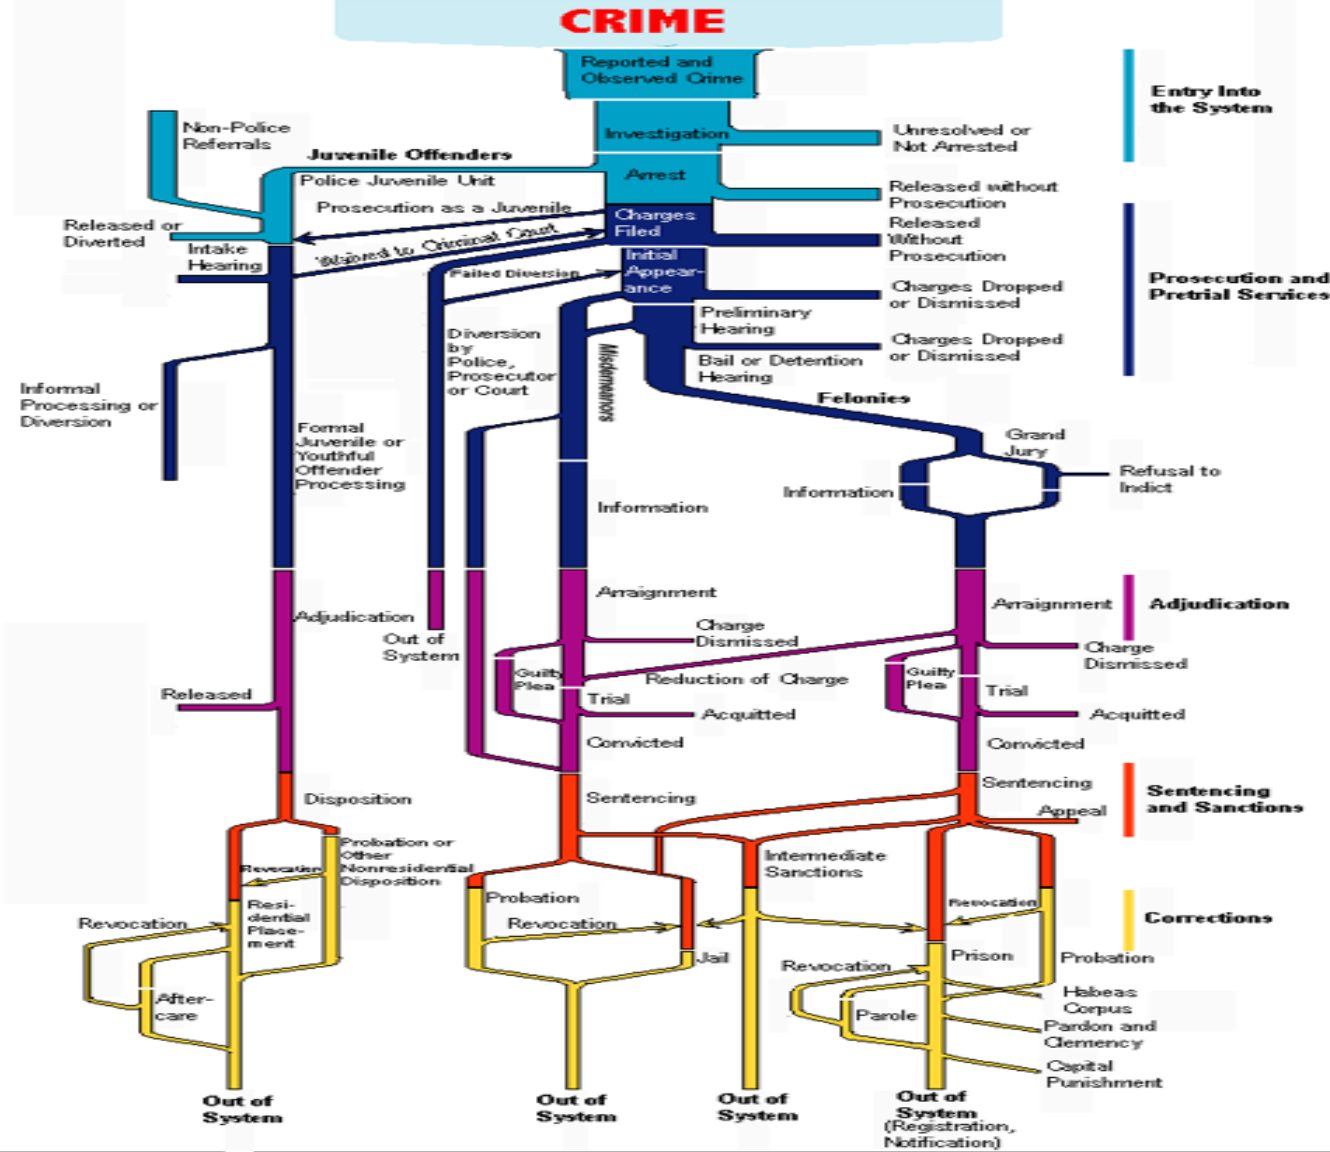 CRIME
Reported and
Observed Crime
Entry Into
the System
Non-Police
Referrals
Investigation
Unresolved or
Not Arrested
Juvenile Offenders
Police Juvenile Unit
Arrest
Released without
Prosecution
Prosecution as a Juvenile
Charges
Filed
Released
Without
Prosecution
Released or
Diverted
Waived to Criminal Court
Intake
Hearing
Failed Diversion
Initial
Appear-
ance
Charges Dropped
or Dismissed
Prosecution and
Pretrial Services
Preliminary
Hearing
Charges Dropped
or Dismissed
Diversion
by
Police,
Prosecutor
or Court
Misdemeanors
Bail or Detention
Hearing
Felonies
Informal
Processing or
Diversion
Formal
Juvenile or
Youthful
Offender
Processing
Grand
Jury
Refusal to
Indict
Information
Information
Adjudication
Out of
System
Arraignment
Arraignment
Adjudication
Charge
Dismissed
Charge
Dismissed
Guilty
Plea
Reduction of Charge
Guilty
Plea
Released
Trial
Trial
Acquitted
Acquitted
Convicted
Convicted
Disposition
Sentencing
Sentencing
Sentencing
and Sanctions
Appeal
Probation or
Other
Nonresidential
Disposition
Revocation
Intermediate
Sanctions
Probation
Revocation
Resi-
dential
Place-
ment
Revocation
Revocation
Corrections
Jail
Prison
Probation
Revocation
After-
care
Parole
Habeas
Corpus
Pardon and
Clemency
Capital
Punishment
Out of
System
Out of
System
Out of
System
Out of
System
(Registration,
Notification)